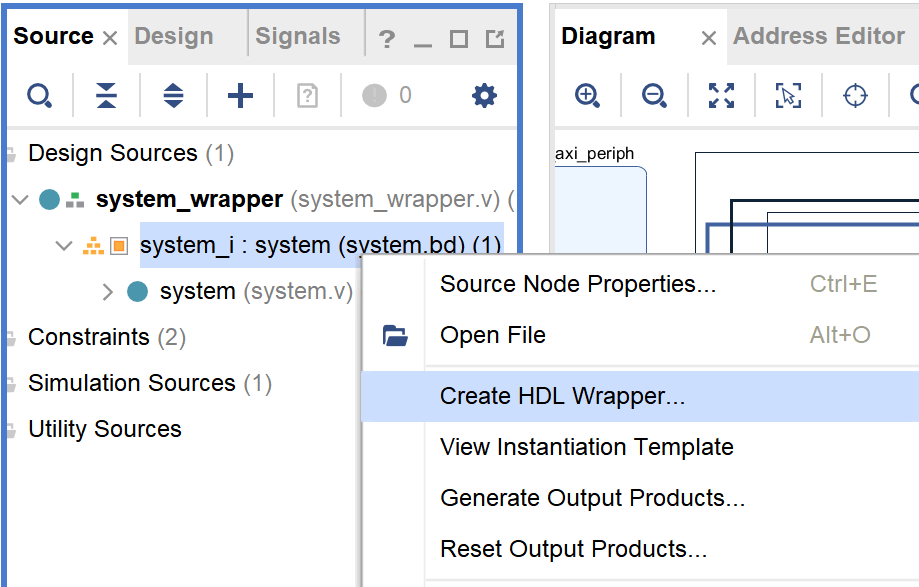 Source Design Signals ?
Diagram Address Editor
? 0
Design Sources (1)
system_wrapper (system_wrapper.v) (
system_i : system (system.bd) (1)
system (system.v)
Constraints (2)
Simulation Sources (1)
Utility Sources
axi_periph
Source Node Properties... Ctrl+E
Open File Alt+O
Create HDL Wrapper...
View Instantiation Template
Generate Output Products...
Reset Output Products...